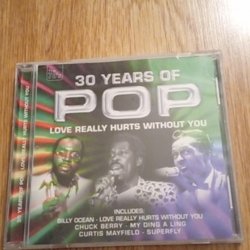 30 YEARS OF
POP
LOVE REALLY HURTS WITHOUT YOU
INCLUDES:
BILLY OCEAN - LOVE REALLY HURTS WITHOUT YOU
CHUCK BERRY - MY DING A LING
CURTIS MAYFIELD - SUPERFLY